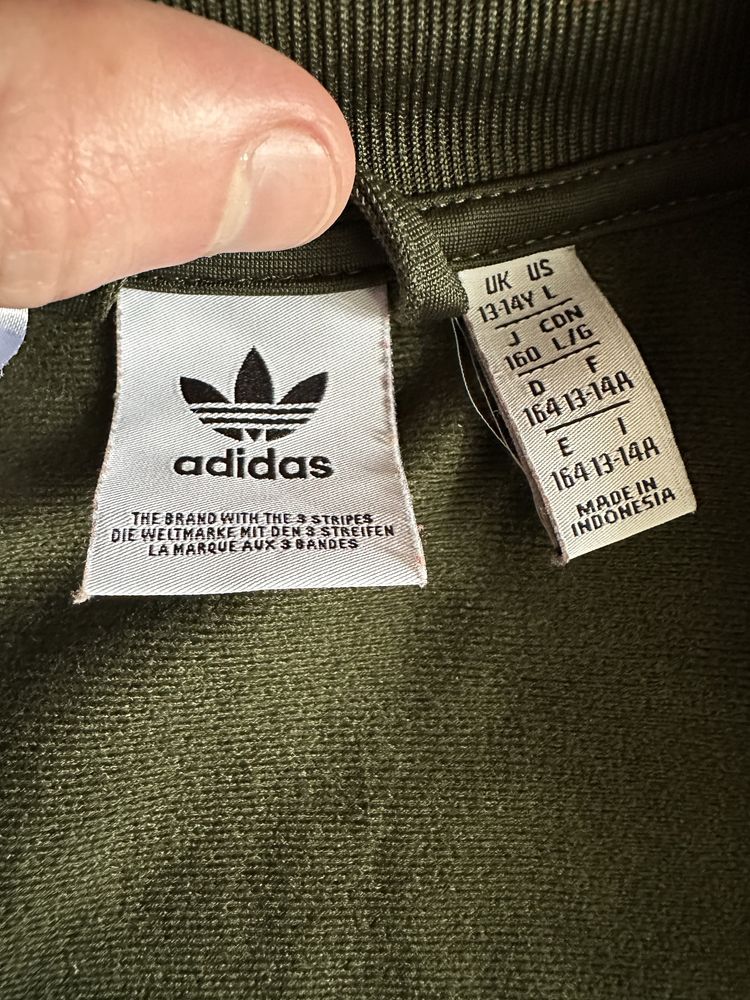 adidas
THE BRAND WITH THE 3 STRIPES
DIE WELTMARKE MIT DEN 3 STREIFEN
LA MARQUE AUX 3 BANDES
UK US
13-14Y L
J CDN
160 L/G
D F
164 13-14A
E I
164 13-14A
MADE IN
INDONESIA